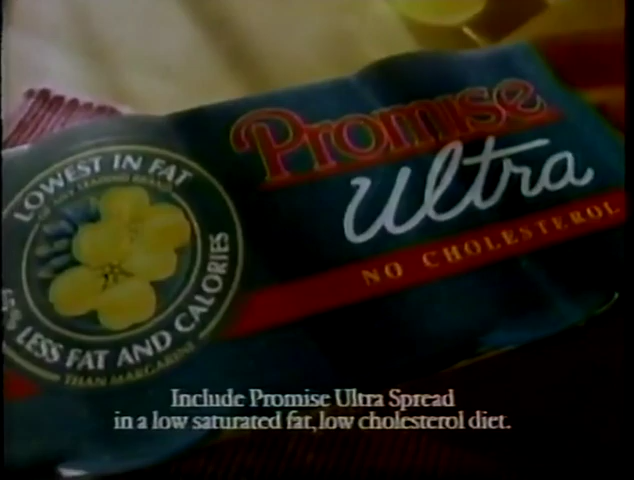 Promise
Ultra
NO CHOLESTEROL
LOWEST IN FAT
LESS FAT AND CALORIES
THAN MARGARINE
Include Promise Ultra Spread
in a low saturated fat, low cholesterol diet.